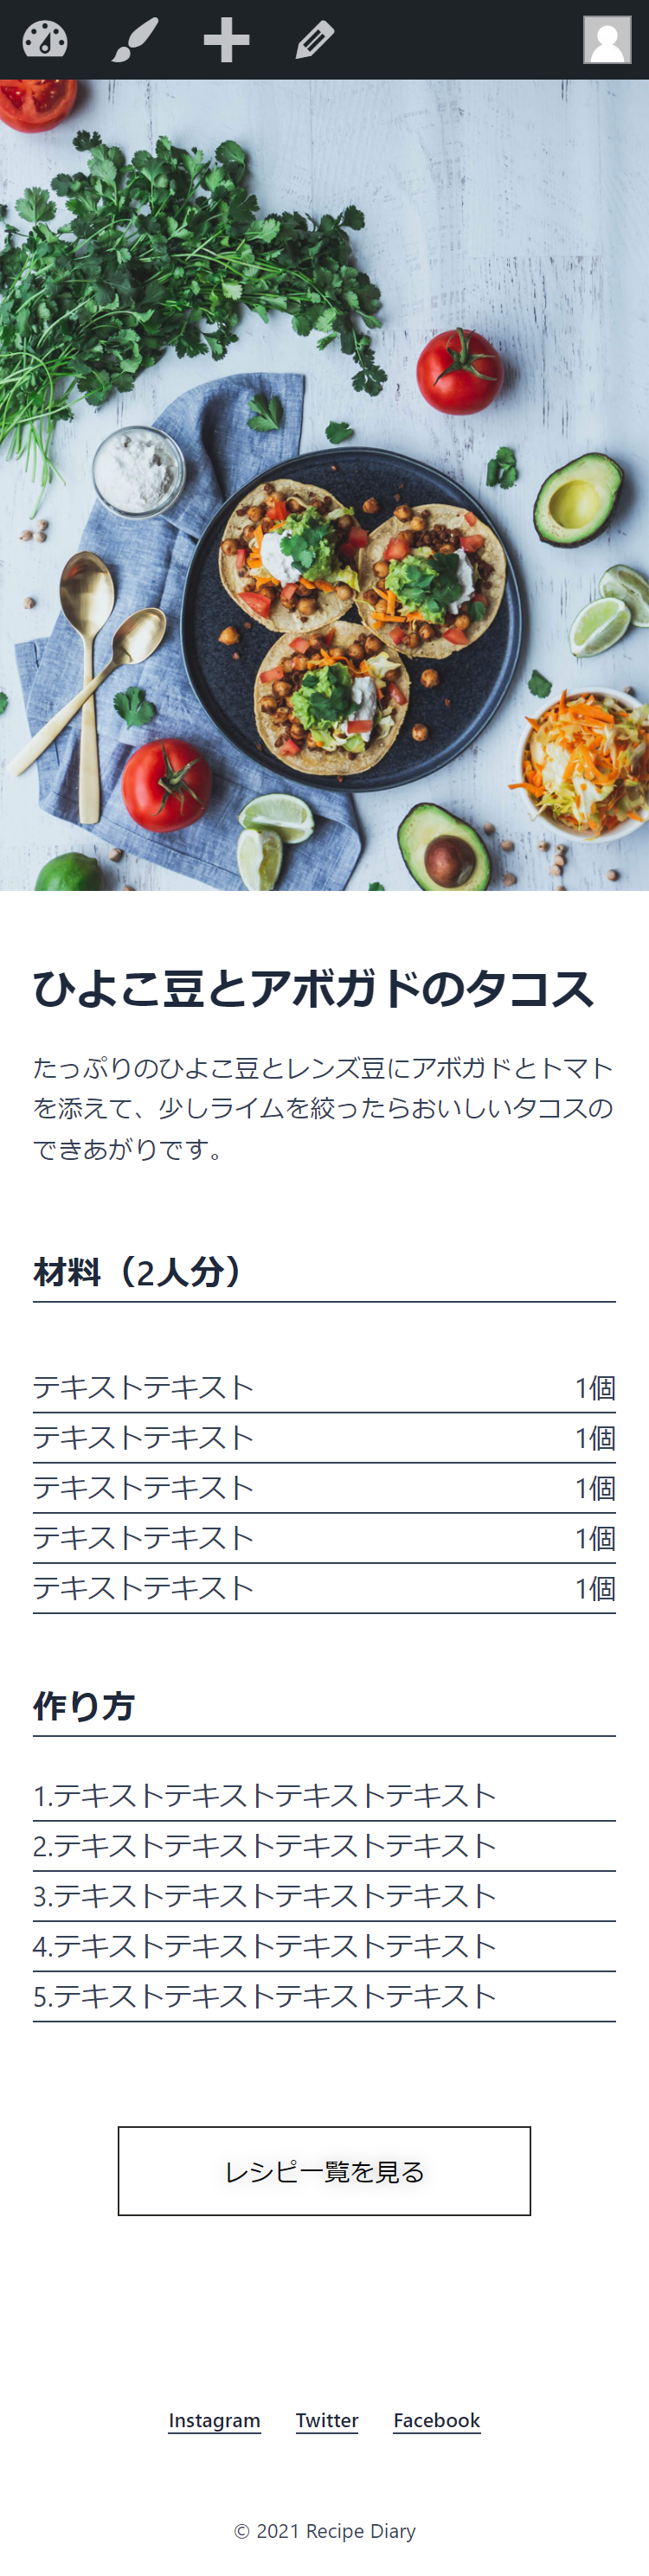 ひよこ豆とアボガドのタコス
たっぷりのひよこ豆とレンズ豆にアボガドとトマト
を添えて、少しライムを絞ったらおいしいタコスの
できあがりです。
材料（2人分）
テキストテキスト 1個
テキストテキスト 1個
テキストテキスト 1個
テキストテキスト 1個
テキストテキスト 1個
作り方
1.テキストテキストテキストテキスト
2.テキストテキストテキストテキスト
3.テキストテキストテキストテキスト
4.テキストテキストテキストテキスト
5.テキストテキストテキストテキスト
レシピ一覧を見る
Instagram Twitter Facebook
© 2021 Recipe Diary